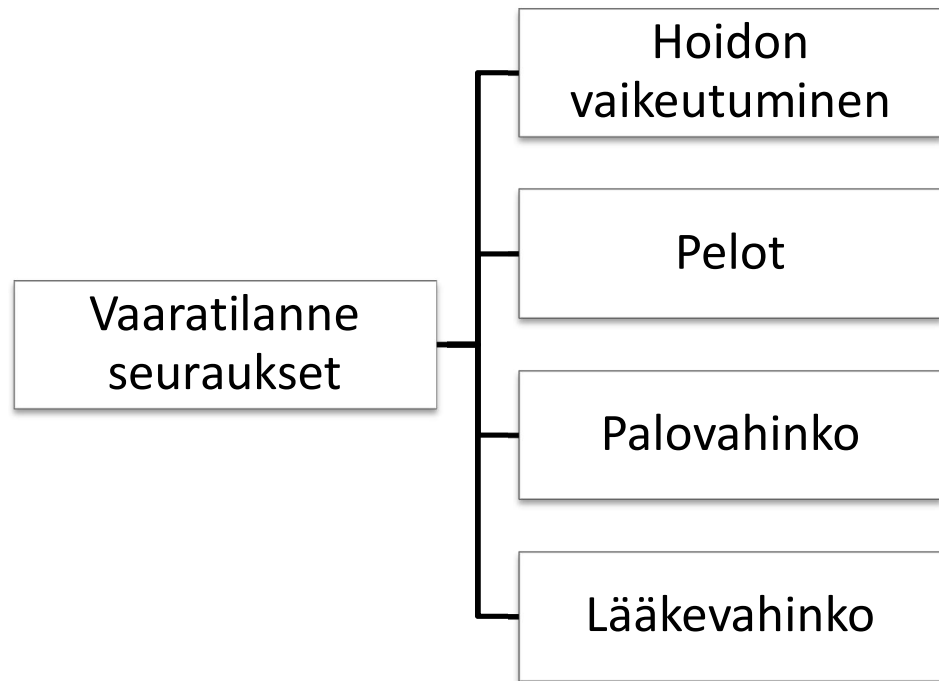 Hoidon
vaikeutuminen
Pelot
Vaaratilanne
seuraukset
Palovahinko
Lääkevahinko